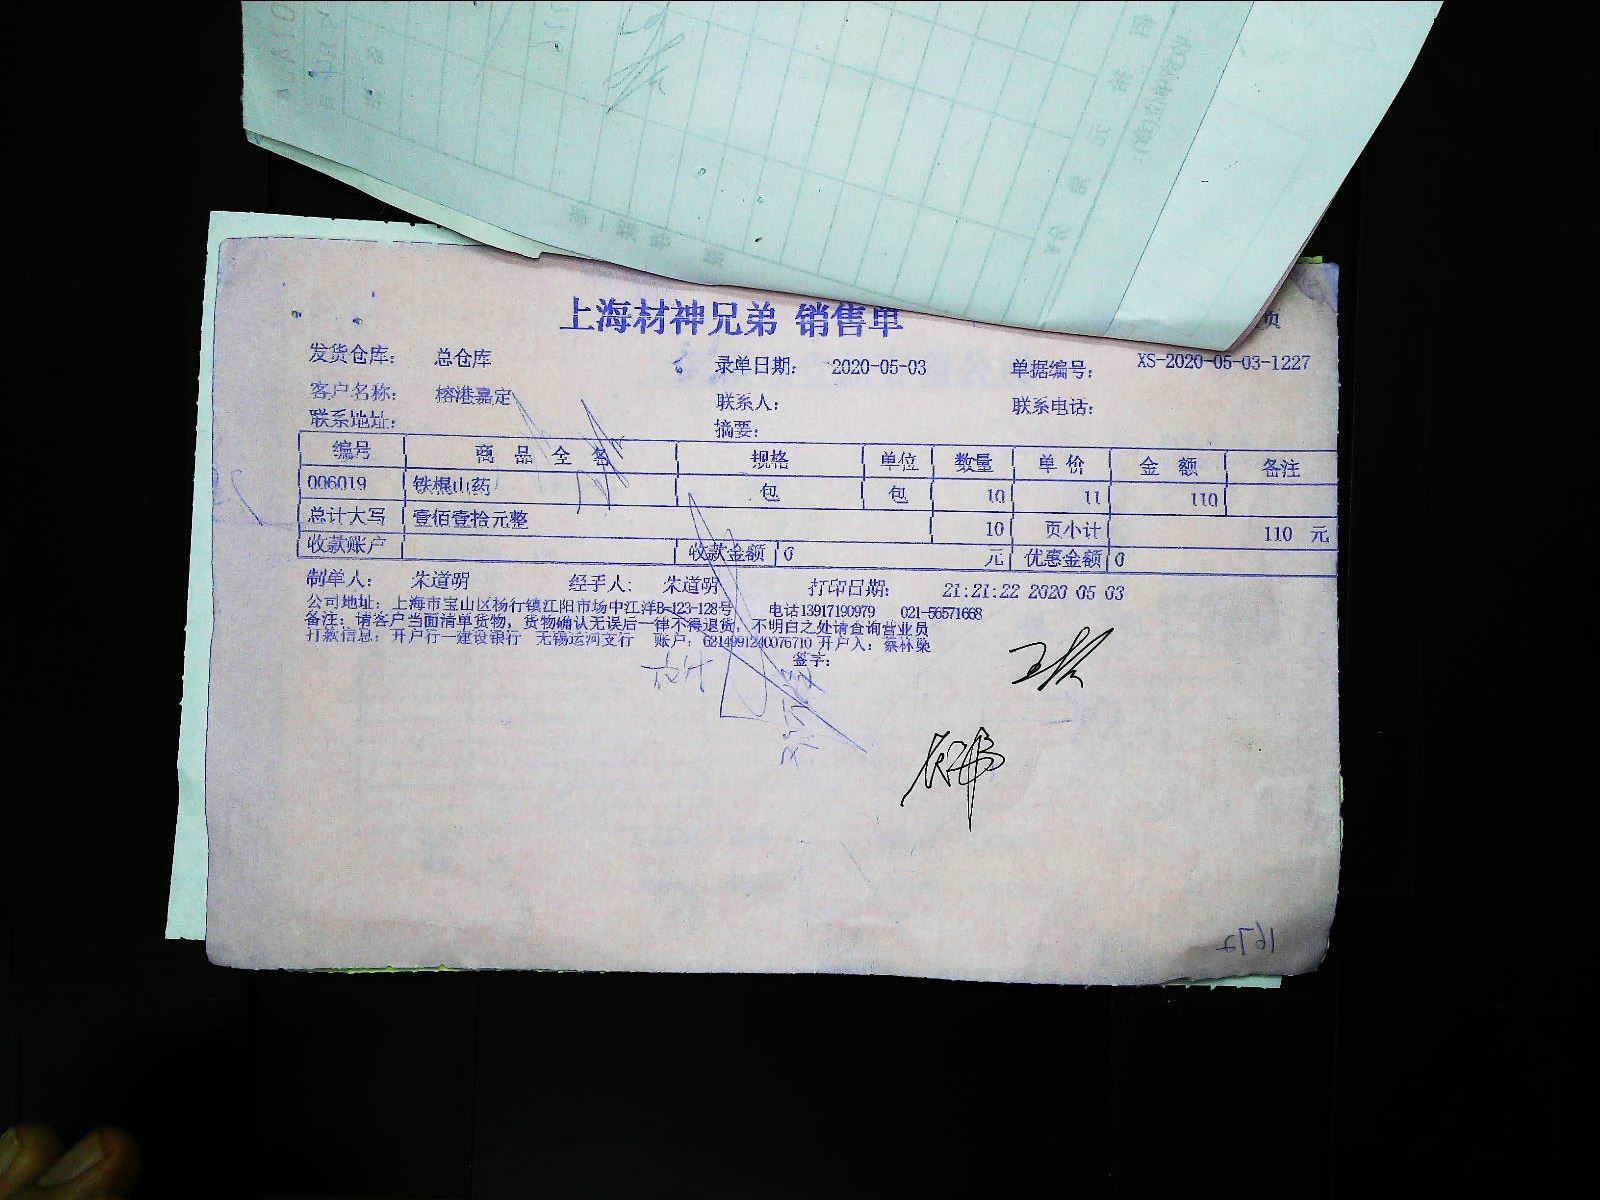 上海材神兄弟 销售单
页
发货仓库： 总仓库 录单日期： 2020-05-03 单据编号： XS-2020-05-03-1227
客户名称： 榕港嘉定 联系人： 联系电话：
联系地址： 摘要：
编号 商品全名 规格 单位 数量 单价 金额 备注
006019 铁棍山药 包 包 10 11 110
总计大写 壹佰壹拾元整 10 页小计 110 元
收款账户 收款金额 0 元 优惠金额 0
制单人： 朱道明 经手人： 朱道明 打印日期： 21:21:22 2020 05 03
公司地址：上海市宝山区杨行镇江阳市场中江洋B-123-128号 电话13917190979 021-56571668
备注：请客户当面清单货物，货物确认无误后一律不得退货，不明白之处请查询营业员
打款信息：开户行—建设银行 无锡运河支行 账户：6214991240076710 开户人：蔡林燊
签字：